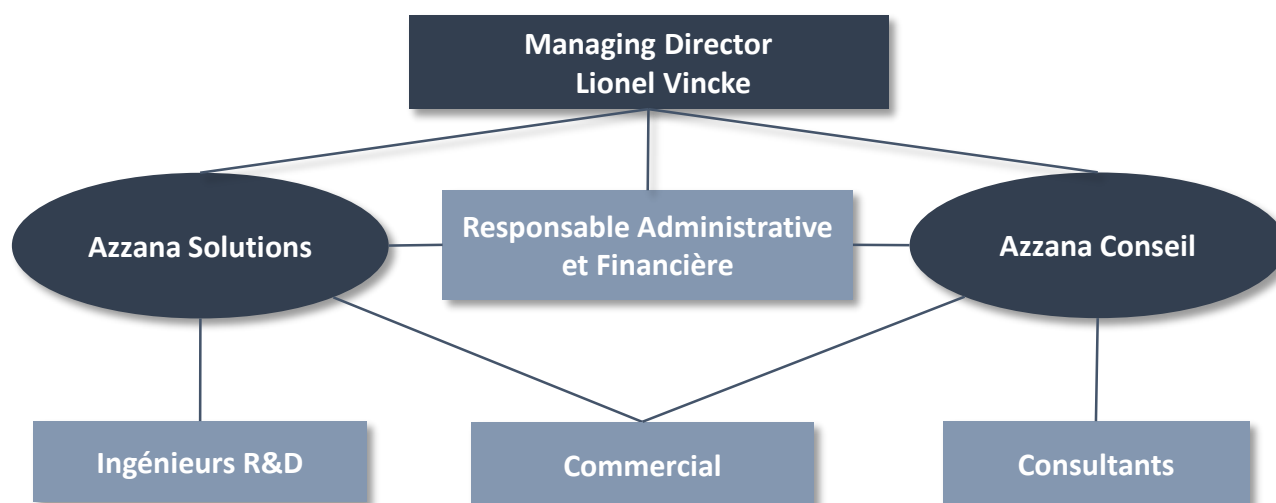 Managing Director
Lionel Vincke
Azzana Solutions
Responsable Administrative
et Financière
Azzana Conseil
Ingénieurs R&D
Commercial
Consultants